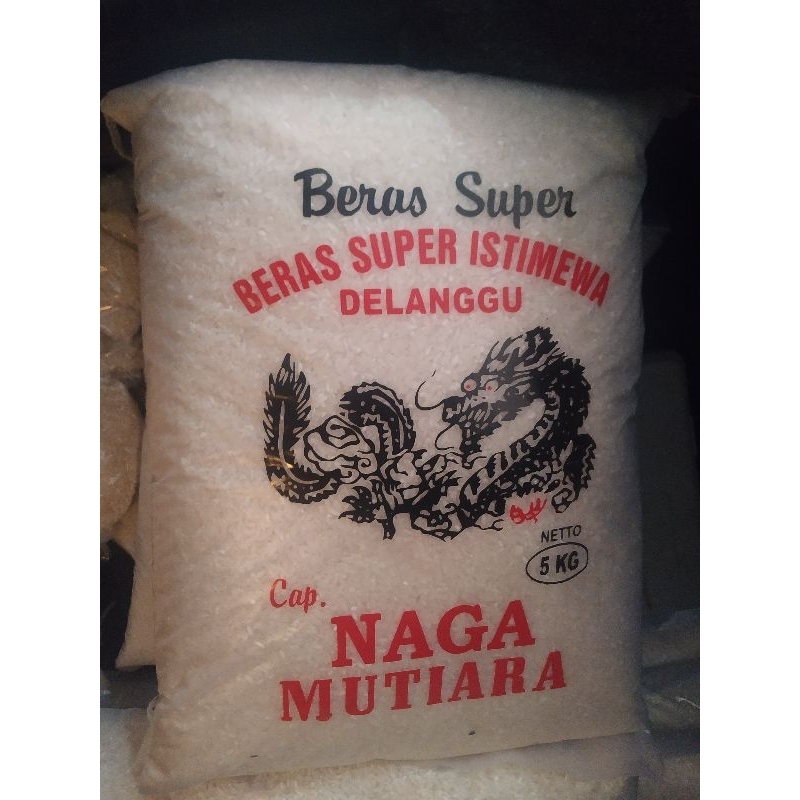 Beras Super
BERAS SUPER ISTIMEWA
DELANGGU
NETTO
5 KG
Cap.
NAGA
MUTIARA